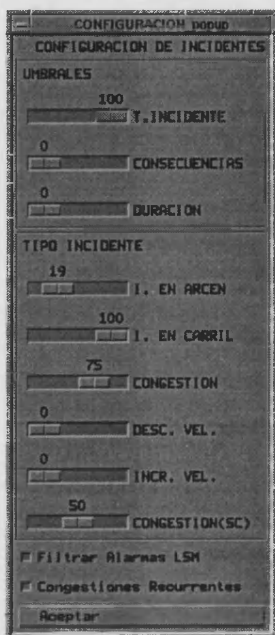 CONFIGURACION popup
CONFIGURACION DE INCIDENTES
UMBRALES
100
T.INCIDENTE
0
CONSECUENCIAS
0
DURACION
TIPO INCIDENTE
19
I. EN ARCEN
100
I. EN CARRIL
75
CONGESTION
0
DESC. VEL.
0
INCR. VEL.
50
CONGESTION(SC)
Filtrar Alarmas LSM
Congestiones Recurrentes
Aceptar